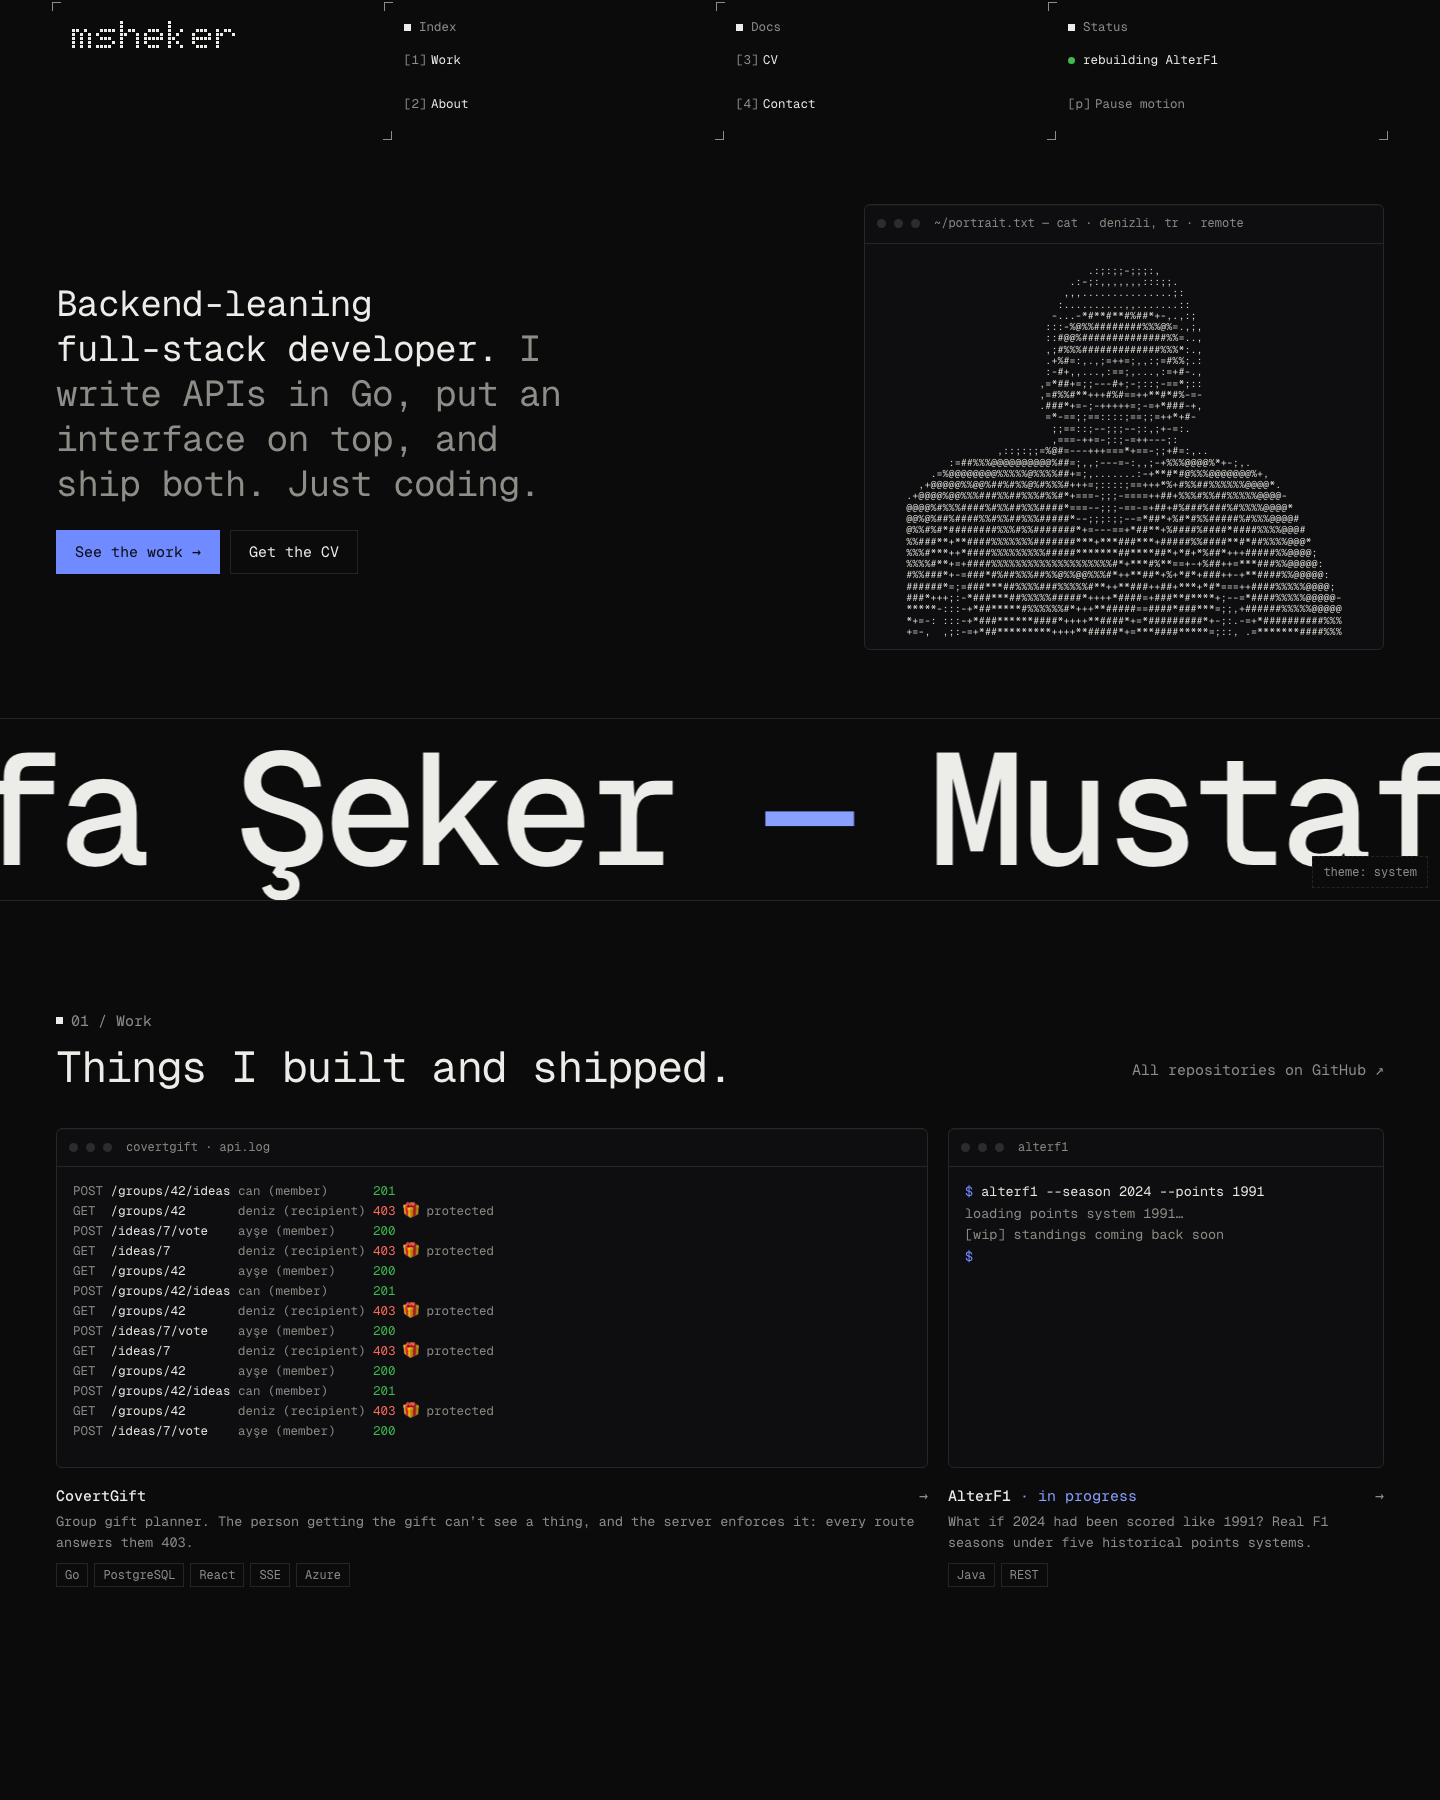 msheker
Index
[1] Work
[2] About
Docs
[3] CV
[4] Contact
Status
rebuilding AlterF1
[p] Pause motion
~/portrait.txt — cat · denizli, tr · remote
Backend-leaning
full-stack developer. I
write APIs in Go, put an
interface on top, and
ship both. Just coding.
See the work →
Get the CV
fa Şeker — Mustaf
theme: system
01 / Work
Things I built and shipped.
All repositories on GitHub ↗
covertgift · api.log
POST /groups/42/ideas can (member) 201
GET /groups/42 deniz (recipient) 403 🎁 protected
POST /ideas/7/vote ayşe (member) 200
GET /ideas/7 deniz (recipient) 403 🎁 protected
GET /groups/42 ayşe (member) 200
POST /groups/42/ideas can (member) 201
GET /groups/42 deniz (recipient) 403 🎁 protected
POST /ideas/7/vote ayşe (member) 200
GET /ideas/7 deniz (recipient) 403 🎁 protected
GET /groups/42 ayşe (member) 200
POST /groups/42/ideas can (member) 201
GET /groups/42 deniz (recipient) 403 🎁 protected
POST /ideas/7/vote ayşe (member) 200
alterf1
$ alterf1 --season 2024 --points 1991
loading points system 1991…
[wip] standings coming back soon
$
CovertGift →
Group gift planner. The person getting the gift can’t see a thing, and the server enforces it: every route
answers them 403.
Go PostgreSQL React SSE Azure
AlterF1 · in progress →
What if 2024 had been scored like 1991? Real F1
seasons under five historical points systems.
Java REST